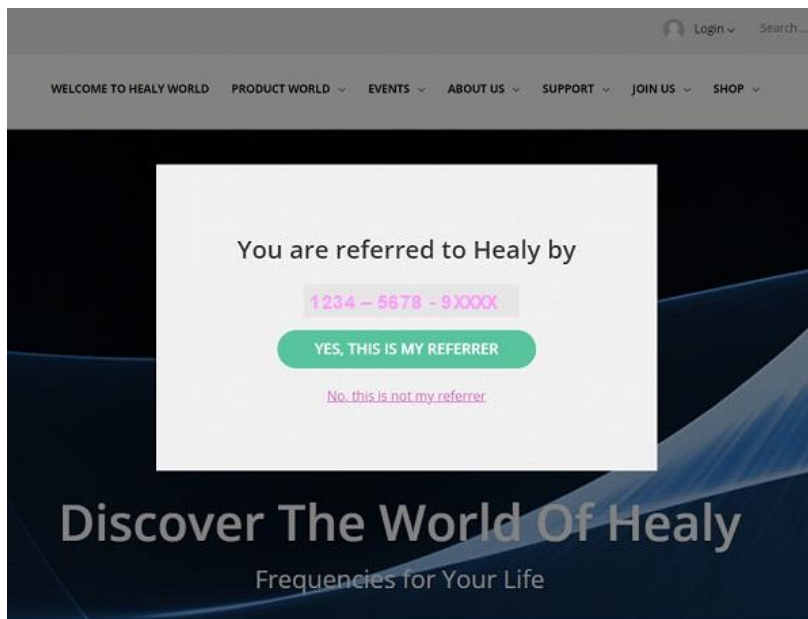 Login Search ...
WELCOME TO HEALY WORLD PRODUCT WORLD EVENTS ABOUT US SUPPORT JOIN US SHOP
You are referred to Healy by
1234 – 5678 - 9XXXX
YES, THIS IS MY REFERRER
No, this is not my referrer
Discover The World Of Healy
Frequencies for Your Life